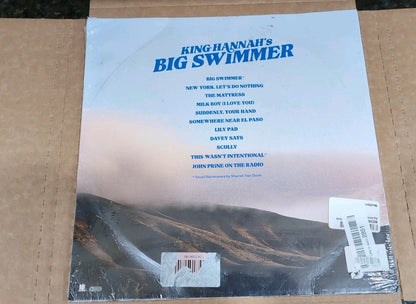 KING HANNAH's
BIG SWIMMER
BIG SWIMMER*
NEW YORK, LET'S DO NOTHING
THE MATTRESS
MILK BOY (I LOVE YOU)
SUDDENLY, YOUR HAND
SOMEWHERE NEAR EL PASO
LILY PAD
DAVEY SAYS
SCULLY
THIS WASN'T INTENTIONAL*
JOHN PRINE ON THE RADIO
* Vocal Harmonies by Sharon Van Etten